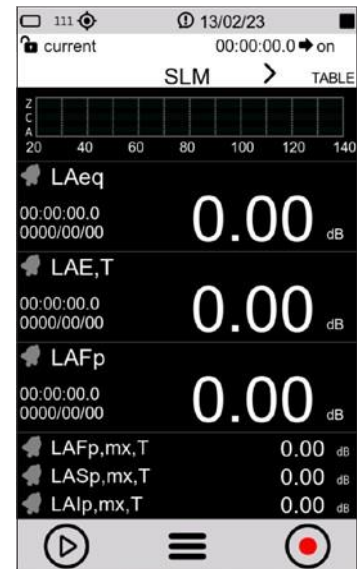 111 13/02/23
current 00:00:00.0 on
SLM > TABLE
Z
C
A
20 40 60 80 100 120 140
LAeq
00:00:00.0
0000/00/00
0.00 dB
LAE,T
00:00:00.0
0000/00/00
0.00 dB
LAFp
00:00:00.0
0000/00/00
0.00 dB
LAFp,mx,T 0.00 dB
LASp,mx,T 0.00 dB
LAIp,mx,T 0.00 dB